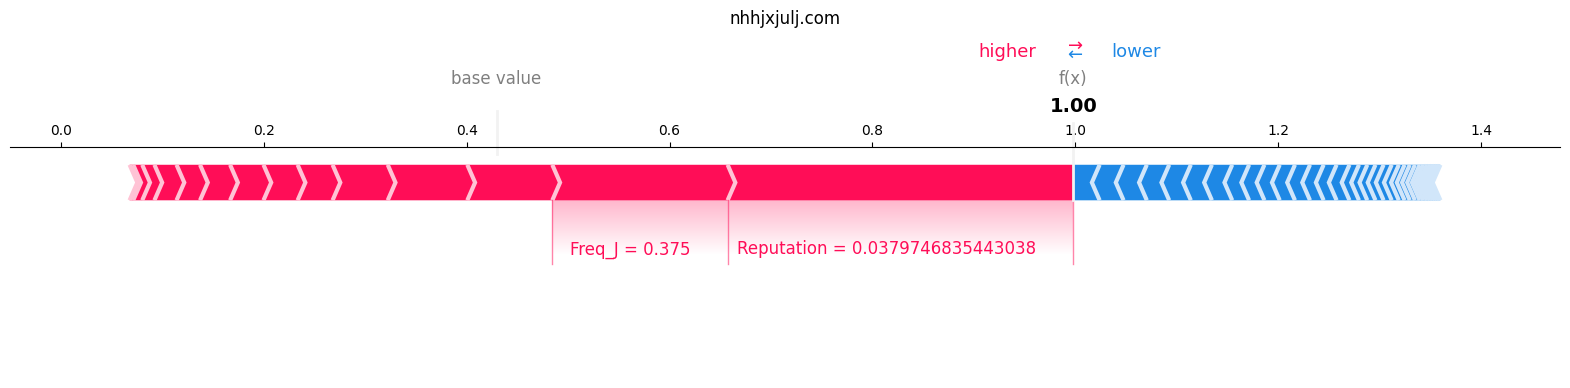 nhhjxjulj.com
higher → ← lower
base value f(x)
1.00
0.0 0.2 0.4 0.6 0.8 1.0 1.2 1.4
Freq_J = 0.375 Reputation = 0.0379746835443038